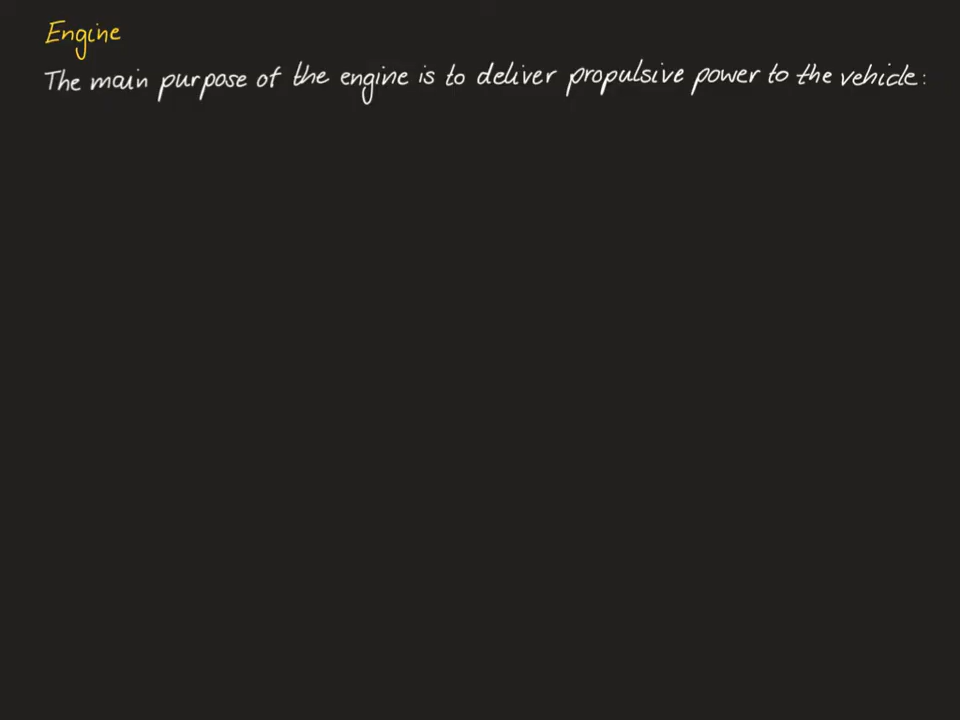 Engine
The main purpose of the engine is to deliver propulsive power to the vehicle: